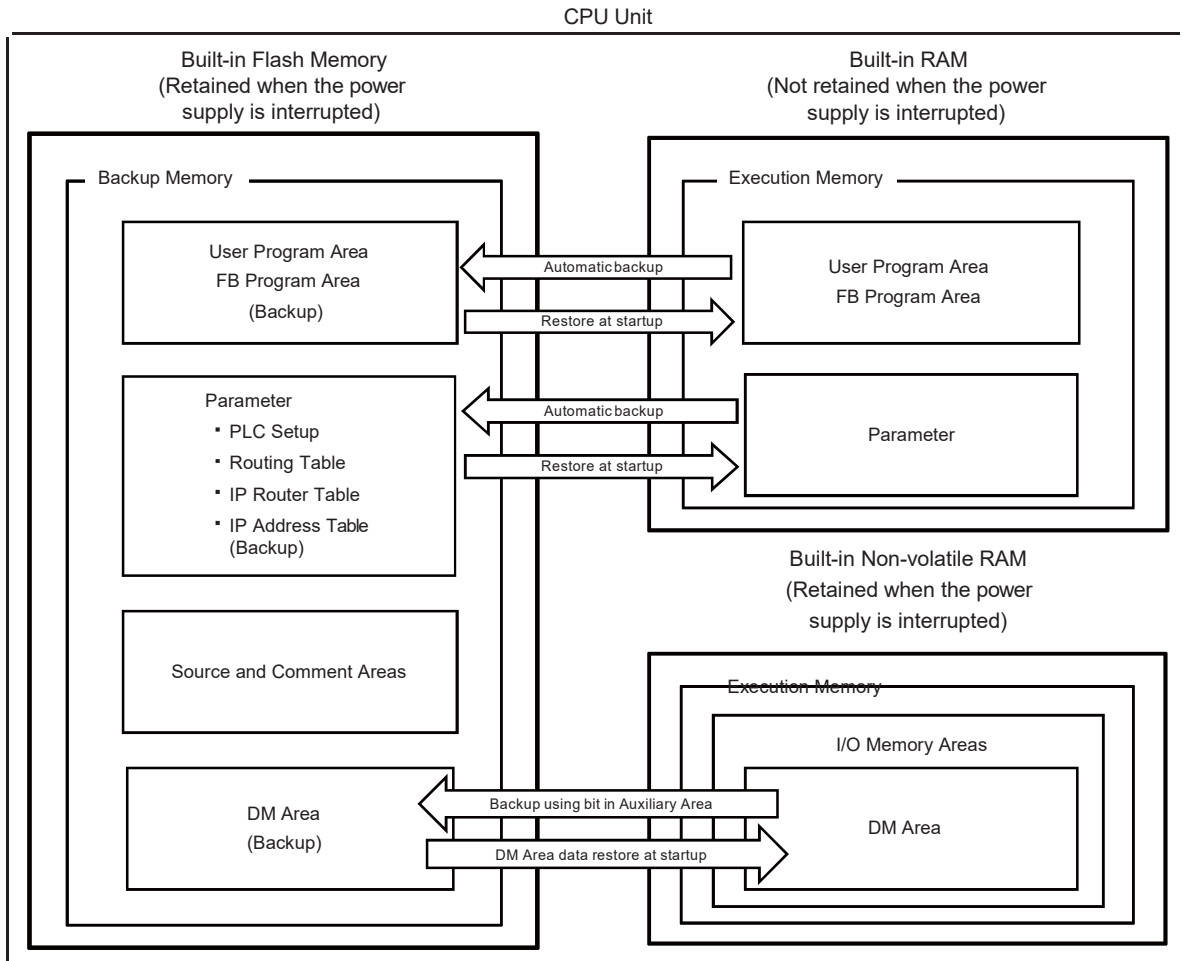 CPU Unit
Built-in Flash Memory
(Retained when the power
supply is interrupted)
Backup Memory
User Program Area
FB Program Area
(Backup)
Parameter
・ PLC Setup
・ Routing Table
・ IP Router Table
・ IP Address Table
(Backup)
Source and Comment Areas
DM Area
(Backup)
Automatic backup
Restore at startup
Automatic backup
Restore at startup
Backup using bit in Auxiliary Area
DM Area data restore at startup
Built-in RAM
(Not retained when the power
supply is interrupted)
Execution Memory
User Program Area
FB Program Area
Parameter
Built-in Non-volatile RAM
(Retained when the power
supply is interrupted)
Execution Memory
I/O Memory Areas
DM Area